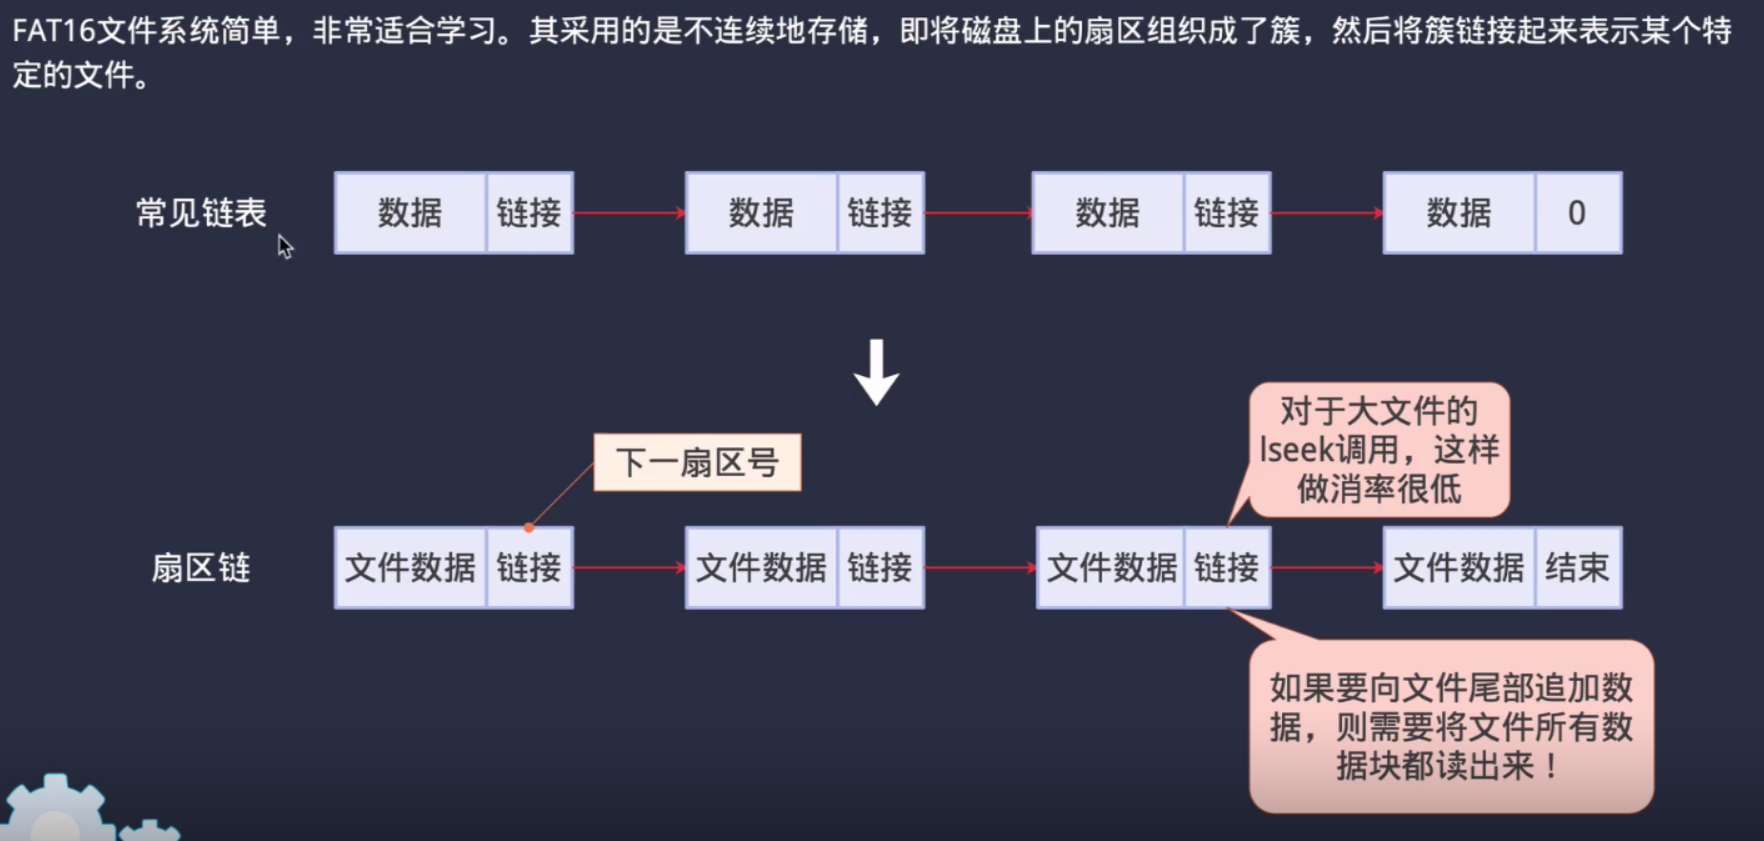 FAT16文件系统简单，非常适合学习。其采用的是不连续地存储，即将磁盘上的扇区组织成了簇，然后将簇链接起来表示某个特
定的文件。
常见链表
数据 链接 数据 链接 数据 链接 数据 0
下一扇区号
对于大文件的
lseek调用，这样
做消率很低
扇区链
文件数据 链接 文件数据 链接 文件数据 链接 文件数据 结束
如果要向文件尾部追加数
据，则需要将文件所有数
据块都读出来！